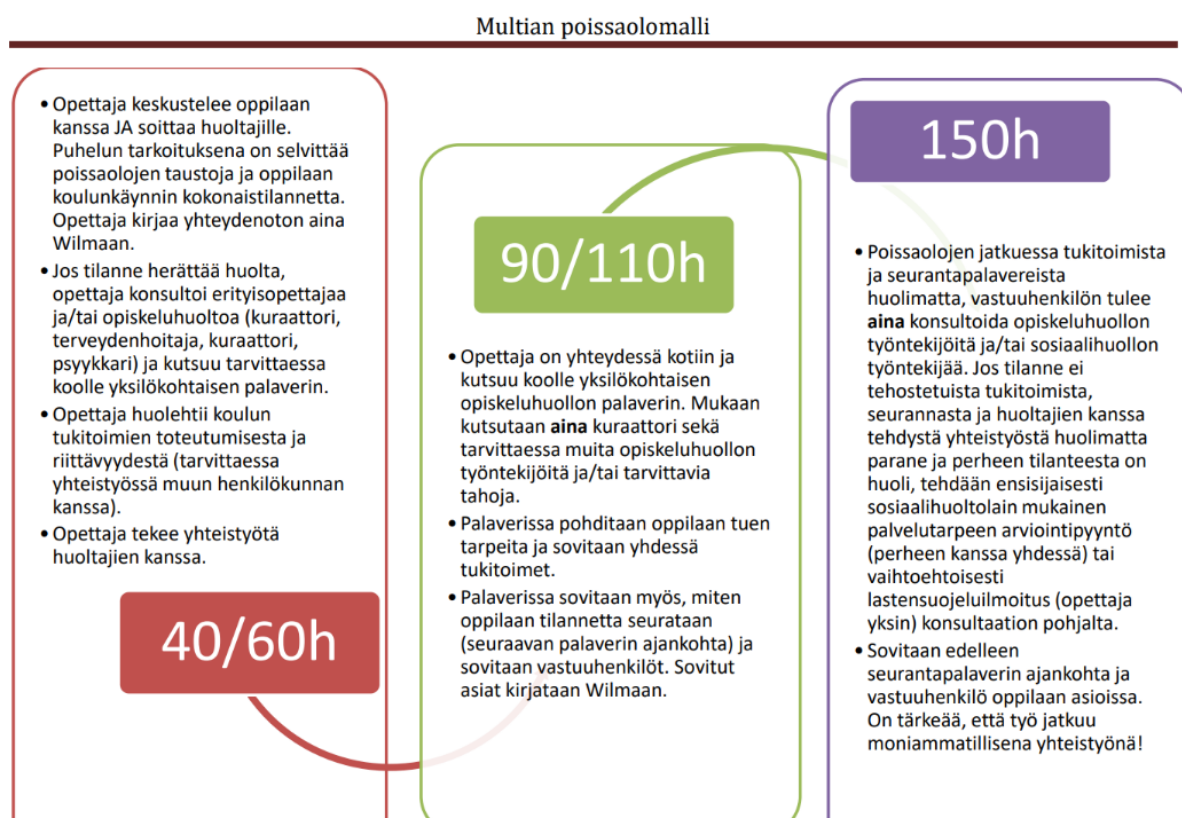 Multian poissaolomalli
• Opettaja keskustelee oppilaan
kanssa JA soittaa huoltajille.
Puhelun tarkoituksena on selvittää
poissaolojen taustoja ja oppilaan
koulunkäynnin kokonaistilannetta.
Opettaja kirjaa yhteydenoton aina
Wilmaan.
• Jos tilanne herättää huolta,
opettaja konsultoi erityisopettajaa
ja/tai opiskeluhuoltoa (kuraattori,
terveydenhoitaja, kuraattori,
psyykkari) ja kutsuu tarvittaessa
koolle yksilökohtaisen palaverin.
• Opettaja huolehtii koulun
tukitoimien toteutumisesta ja
riittävyydestä (tarvittaessa
yhteistyössä muun henkilökunnan
kanssa).
• Opettaja tekee yhteistyötä
huoltajien kanssa.
40/60h
90/110h
• Opettaja on yhteydessä kotiin ja
kutsuu koolle yksilökohtaisen
opiskeluhuollon palaverin. Mukaan
kutsutaan aina kuraattori sekä
tarvittaessa muita opiskeluhuollon
työntekijöitä ja/tai tarvittavia
tahoja.
• Palaverissa pohditaan oppilaan tuen
tarpeita ja sovitaan yhdessä
tukitoimet.
• Palaverissa sovitaan myös, miten
oppilaan tilannetta seurataan
(seuraavan palaverin ajankohta) ja
sovitaan vastuuhenkilöt. Sovitut
asiat kirjataan Wilmaan.
150h
• Poissaolojen jatkuessa tukitoimista
ja seurantapalavereista
huolimatta, vastuuhenkilön tulee
aina konsultoida opiskeluhuollon
työntekijöitä ja/tai sosiaalihuollon
työntekijää. Jos tilanne ei
tehostetuista tukitoimista,
seurannasta ja huoltajien kanssa
tehdystä yhteistyöstä huolimatta
parane ja perheen tilanteesta on
huoli, tehdään ensisijaisesti
sosiaalihuoltolain mukainen
palvelutarpeen arviointipyyntö
(perheen kanssa yhdessä) tai
vaihtoehtoisesti
lastensuojeluilmoitus (opettaja
yksin) konsultaation pohjalta.
• Sovitaan edelleen
seurantapalaverin ajankohta ja
vastuuhenkilö oppilaan asioissa.
On tärkeää, että työ jatkuu
moniammatillisena yhteistyönä!